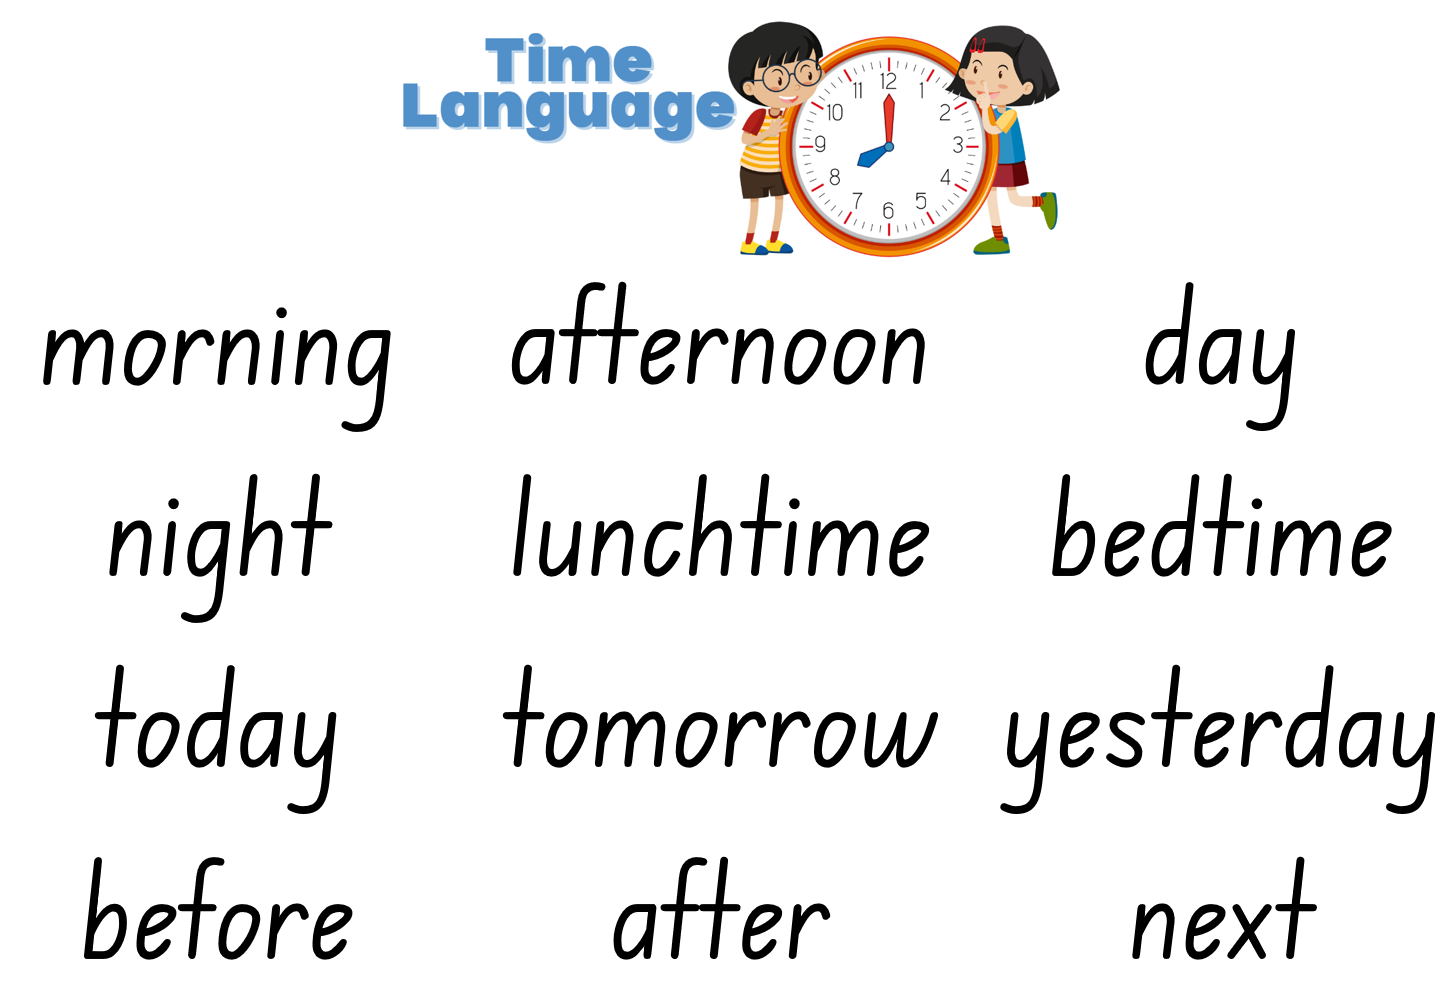 Time
Language
12
11 1
10 2
9 3
8 4
7 5
6
morning afternoon day
night lunchtime bedtime
today tomorrow yesterday
before after next